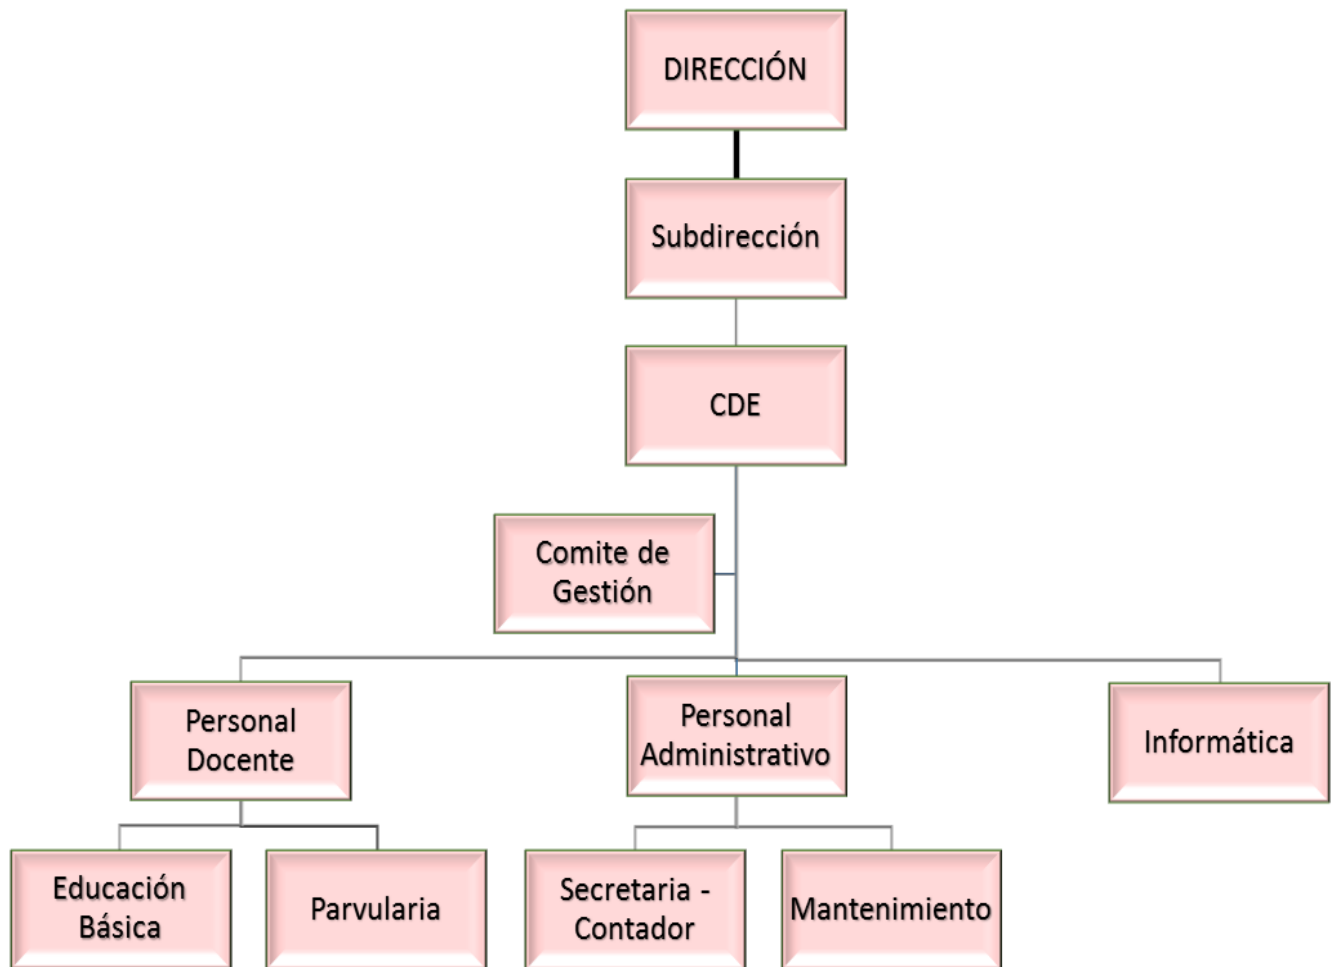 DIRECCIÓN
Subdirección
CDE
Comite de
Gestión
Personal
Docente
Personal
Administrativo
Informática
Educación
Básica
Parvularia
Secretaria -
Contador
Mantenimiento